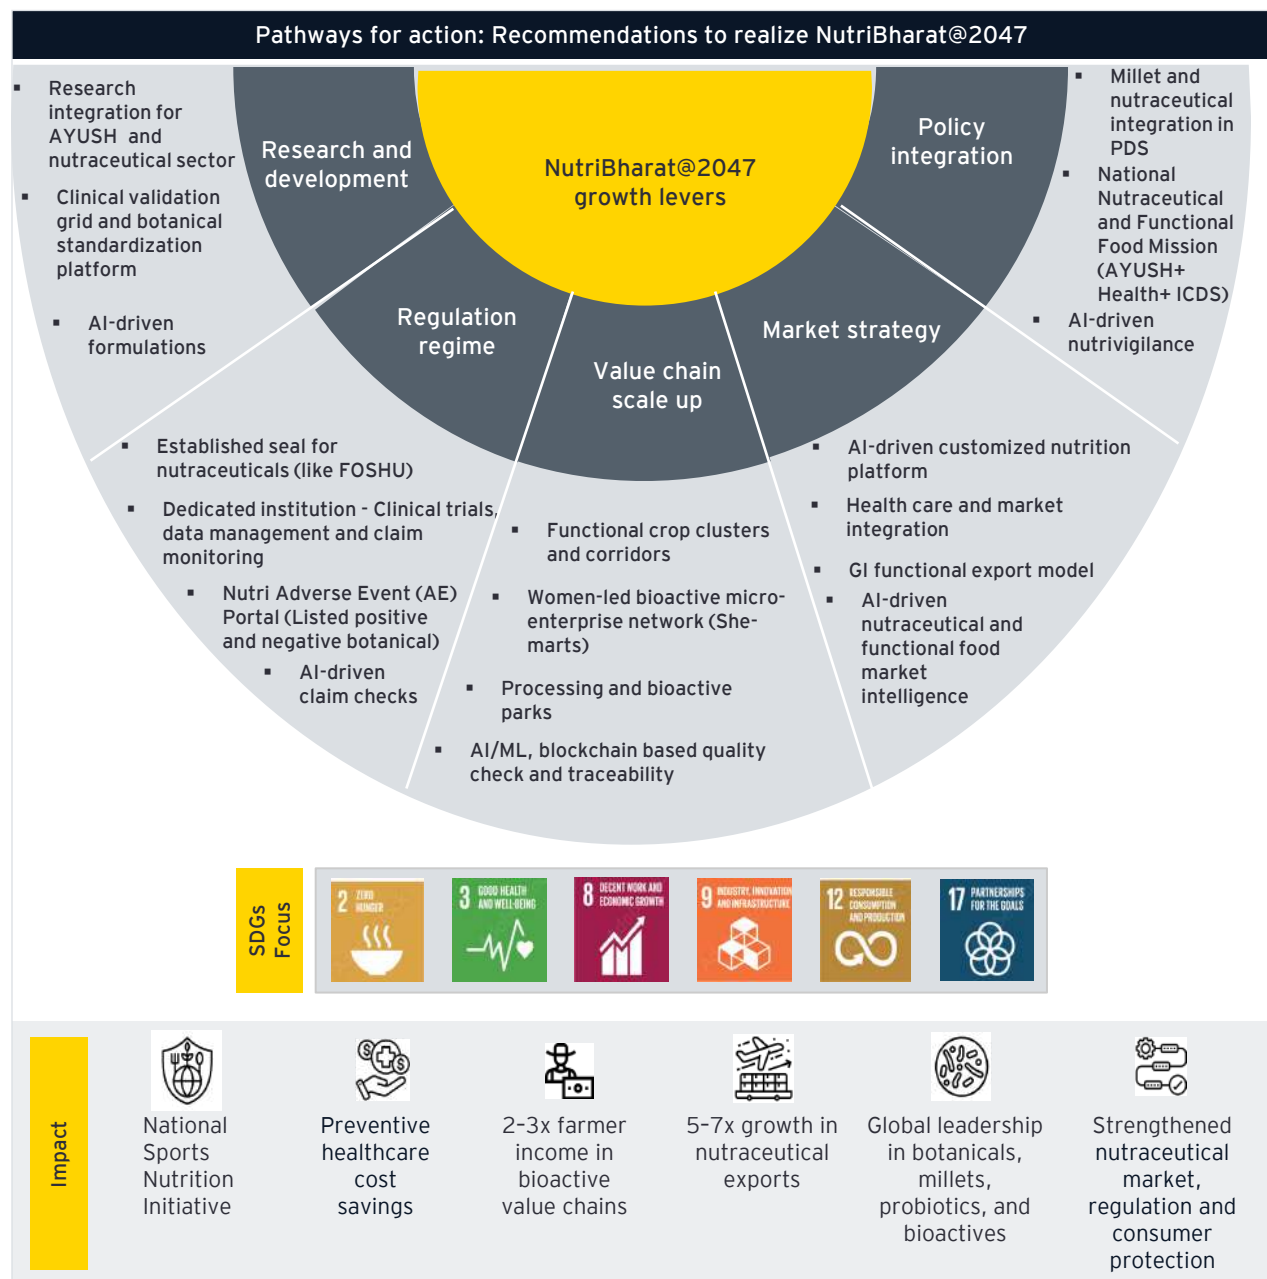 Pathways for action: Recommendations to realize NutriBharat@2047
NutriBharat@2047
growth levers
Research and
development
▪ Research
integration for
AYUSH and
nutraceutical sector
▪ Clinical validation
grid and botanical
standardization
platform
▪ AI-driven
formulations
Regulation
regime
▪ Established seal for
nutraceuticals (like FOSHU)
▪ Dedicated institution - Clinical trials,
data management and claim
monitoring
▪ Nutri Adverse Event (AE)
Portal (Listed positive
and negative botanical)
▪ AI-driven
claim checks
Value chain
scale up
▪ Functional crop clusters
and corridors
▪ Women-led bioactive micro-
enterprise network (She-
marts)
▪ Processing and bioactive
parks
▪ AI/ML, blockchain based quality
check and traceability
Market strategy
▪ AI-driven customized nutrition
platform
▪ Health care and market
integration
▪ GI functional export model
▪ AI-driven
nutraceutical and
functional food
market
intelligence
Policy
integration
▪ Millet and
nutraceutical
integration in
PDS
▪ National
Nutraceutical
and Functional
Food Mission
(AYUSH+
Health+ ICDS)
▪ AI-driven
nutrivigilance
SDGs
Focus
2 ZERO
HUNGER
3 GOOD HEALTH
AND WELL-BEING
8 DECENT WORK AND
ECONOMIC GROWTH
9 INDUSTRY, INNOVATION
AND INFRASTRUCTURE
12 RESPONSIBLE
CONSUMPTION
AND PRODUCTION
17 PARTNERSHIPS
FOR THE GOALS
Impact
National
Sports
Nutrition
Initiative
Preventive
healthcare
cost
savings
2–3x farmer
income in
bioactive
value chains
5–7x growth in
nutraceutical
exports
Global leadership
in botanicals,
millets,
probiotics, and
bioactives
Strengthened
nutraceutical
market,
regulation and
consumer
protection